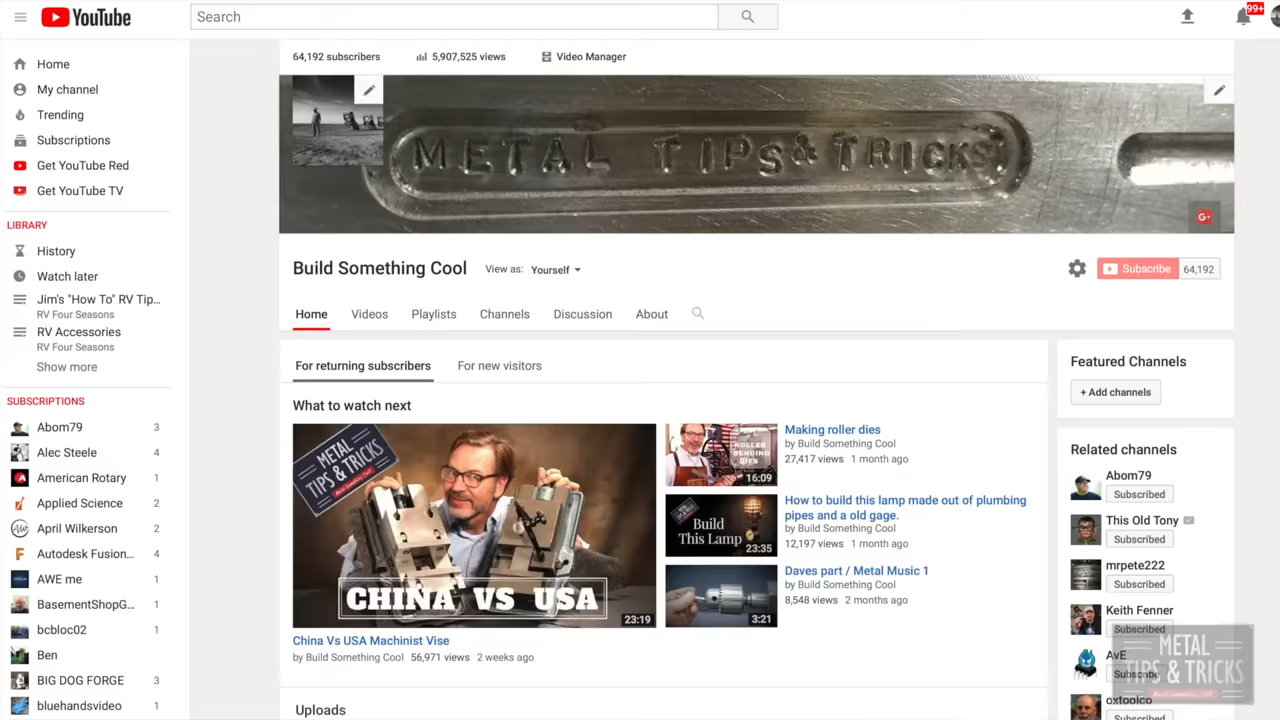 YouTube
Search
99+
64,192 subscribers
5,907,525 views
Video Manager
Home
My channel
Trending
Subscriptions
Get YouTube Red
Get YouTube TV
LIBRARY
History
Watch later
Jim's "How To" RV Tip...
RV Four Seasons
RV Accessories
RV Four Seasons
Show more
SUBSCRIPTIONS
Abom79 3
Alec Steele 4
American Rotary 1
Applied Science 2
April Wilkerson 2
Autodesk Fusion... 4
AWE me 1
BasementShopG... 1
bcbloc02 1
Ben
BIG DOG FORGE 3
bluehandsvideo 1
METAL TIPS & TRICKS
G+
Build Something Cool
View as: Yourself
Subscribe 64,192
Home Videos Playlists Channels Discussion About
For returning subscribers
For new visitors
What to watch next
METAL
TIPS & TRICKS
CHINA VS USA
23:19
China Vs USA Machinist Vise
by Build Something Cool 56,971 views 2 weeks ago
ROLLER
BENDING
DIES
16:09
Making roller dies
by Build Something Cool
27,417 views 1 month ago
Build
This Lamp
23:35
How to build this lamp made out of plumbing
pipes and a old gage.
by Build Something Cool
12,197 views 1 month ago
3:21
Daves part / Metal Music 1
by Build Something Cool
8,548 views 2 months ago
Uploads
Featured Channels
+ Add channels
Related channels
Abom79
Subscribed
This Old Tony
Subscribed
mrpete222
Subscribed
Keith Fenner
Subscribed
AvE
Subscribe
oxtoolco
Subscribed
METAL
TIPS & TRICKS